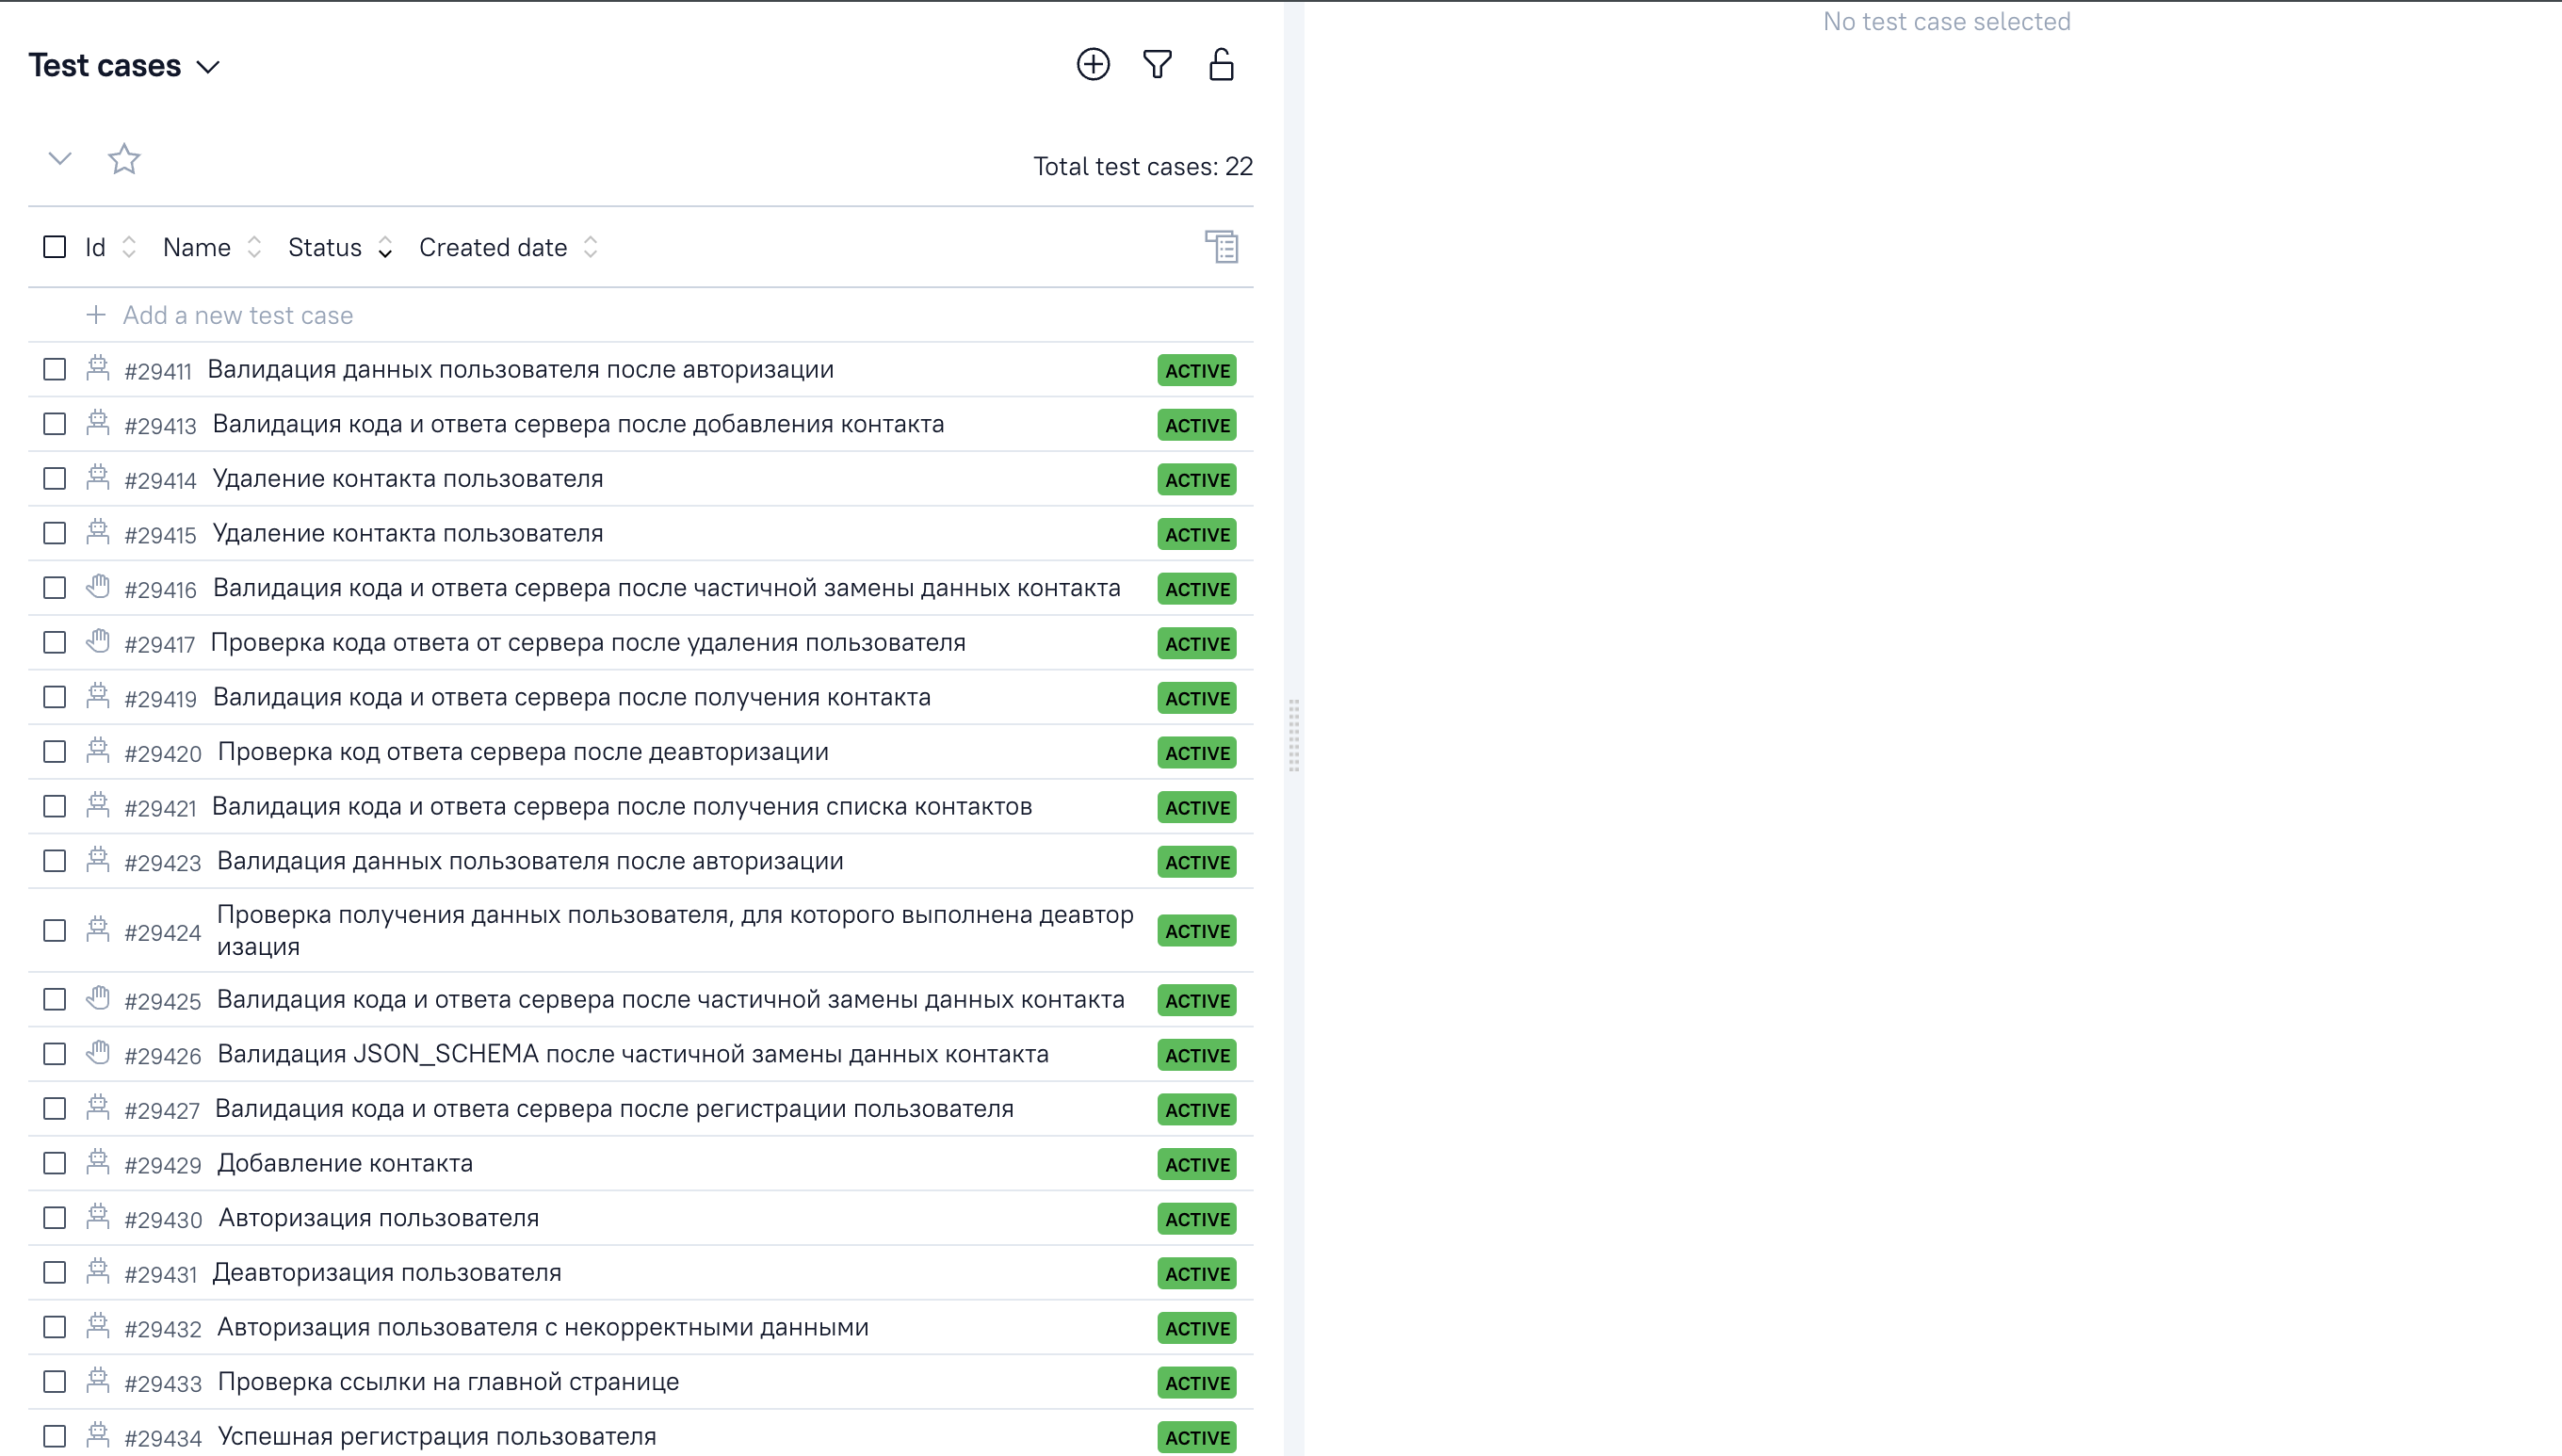 No test case selected
Test cases
Total test cases: 22
Id Name Status Created date
Add a new test case
#29411 Валидация данных пользователя после авторизации ACTIVE
#29413 Валидация кода и ответа сервера после добавления контакта ACTIVE
#29414 Удаление контакта пользователя ACTIVE
#29415 Удаление контакта пользователя ACTIVE
#29416 Валидация кода и ответа сервера после частичной замены данных контакта ACTIVE
#29417 Проверка кода ответа от сервера после удаления пользователя ACTIVE
#29419 Валидация кода и ответа сервера после получения контакта ACTIVE
#29420 Проверка код ответа сервера после деавторизации ACTIVE
#29421 Валидация кода и ответа сервера после получения списка контактов ACTIVE
#29423 Валидация данных пользователя после авторизации ACTIVE
#29424 Проверка получения данных пользователя, для которого выполнена деавтор ACTIVE
изация
#29425 Валидация кода и ответа сервера после частичной замены данных контакта ACTIVE
#29426 Валидация JSON_SCHEMA после частичной замены данных контакта ACTIVE
#29427 Валидация кода и ответа сервера после регистрации пользователя ACTIVE
#29429 Добавление контакта ACTIVE
#29430 Авторизация пользователя ACTIVE
#29431 Деавторизация пользователя ACTIVE
#29432 Авторизация пользователя с некорректными данными ACTIVE
#29433 Проверка ссылки на главной странице ACTIVE
#29434 Успешная регистрация пользователя ACTIVE